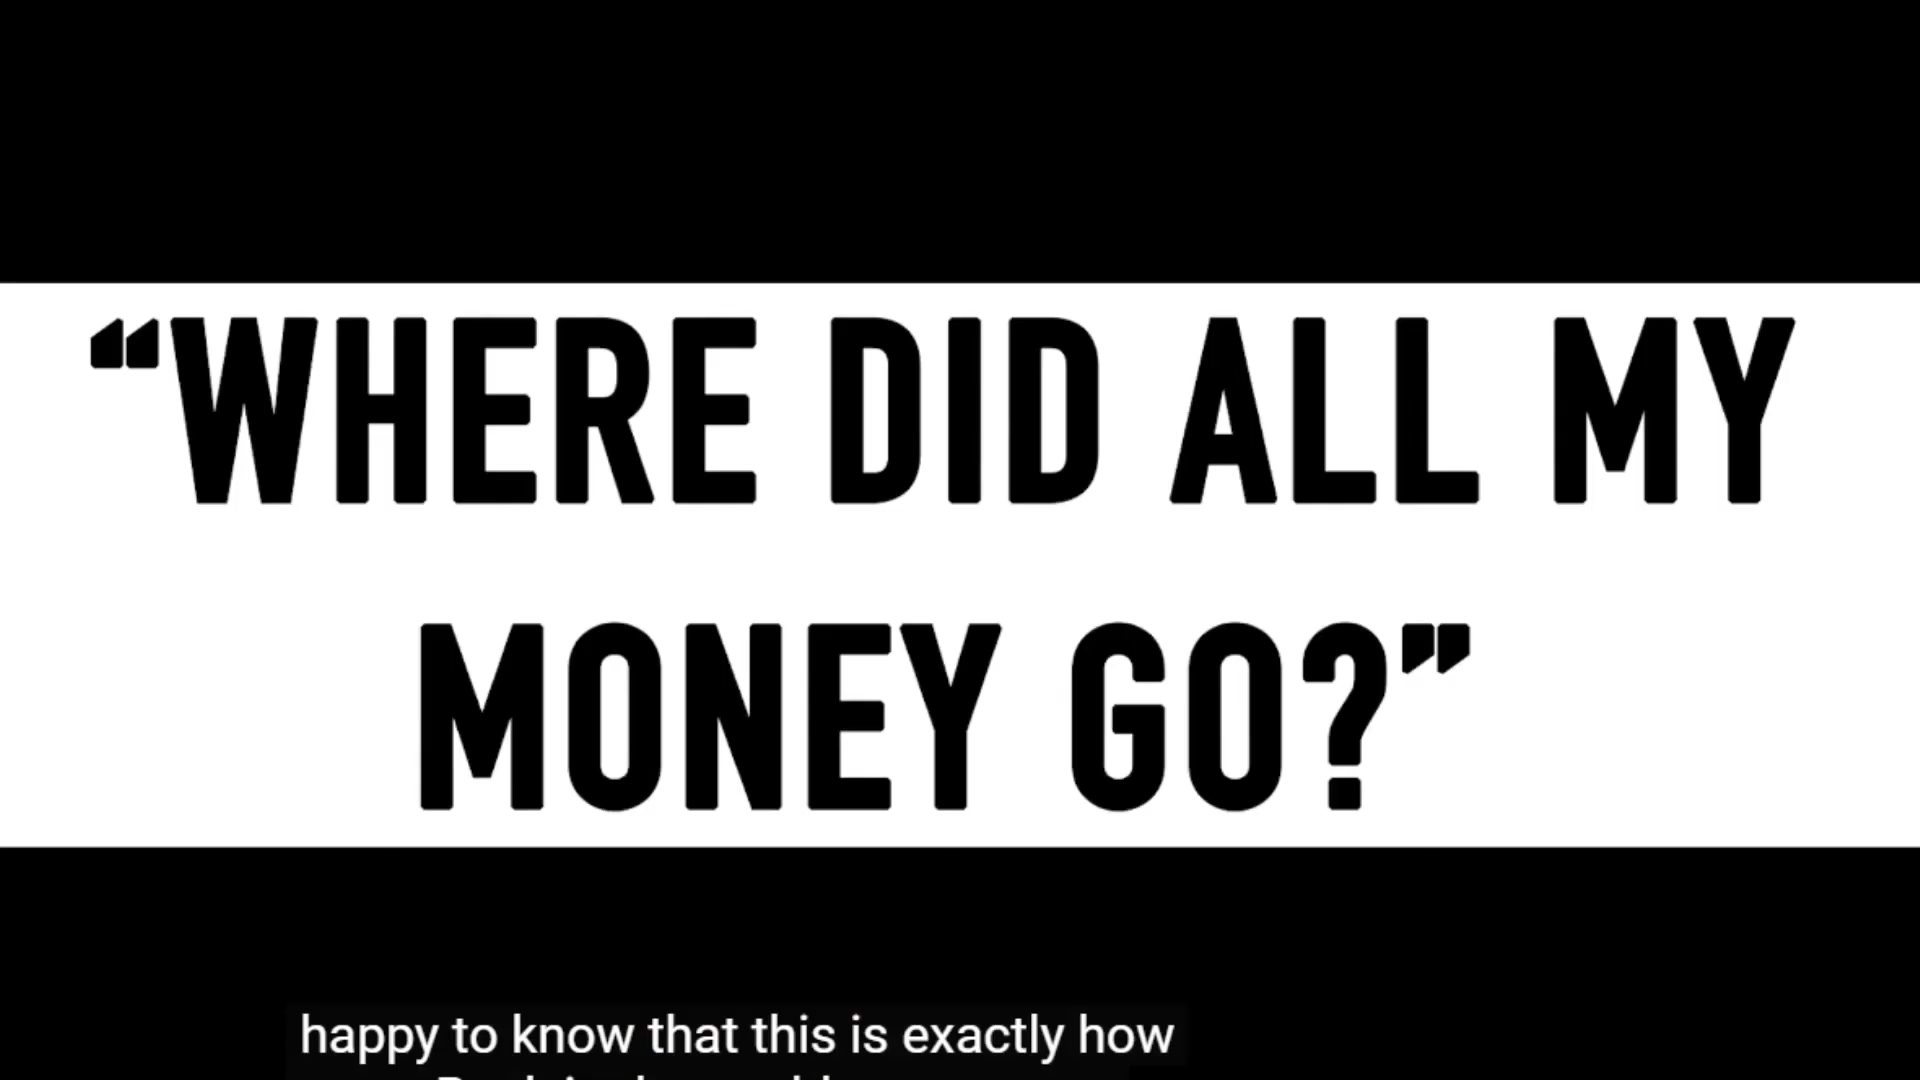 “WHERE DID ALL MY
MONEY GO?”
happy to know that this is exactly how